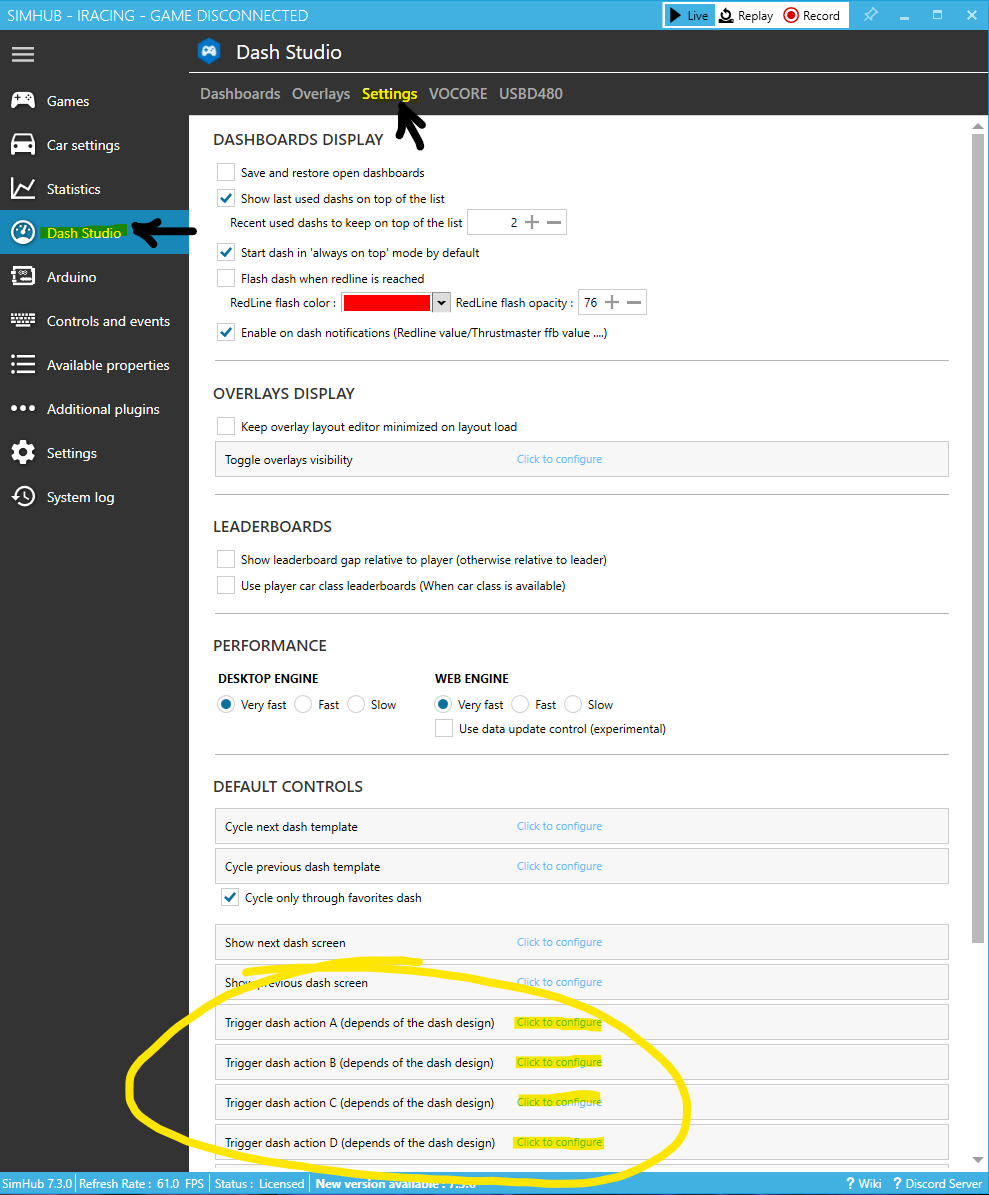 SIMHUB - IRACING - GAME DISCONNECTED
Live Replay Record
Dash Studio
Dashboards Overlays Settings VOCORE USBD480
Games
Car settings
Statistics
Dash Studio
Arduino
Controls and events
Available properties
Additional plugins
Settings
System log
DASHBOARDS DISPLAY
Save and restore open dashboards
Show last used dashs on top of the list
Recent used dashs to keep on top of the list 2
Start dash in 'always on top' mode by default
Flash dash when redline is reached
RedLine flash color : RedLine flash opacity : 76
Enable on dash notifications (Redline value/Thrustmaster ffb value ....)
OVERLAYS DISPLAY
Keep overlay layout editor minimized on layout load
Toggle overlays visibility Click to configure
LEADERBOARDS
Show leaderboard gap relative to player (otherwise relative to leader)
Use player car class leaderboards (When car class is available)
PERFORMANCE
DESKTOP ENGINE WEB ENGINE
Very fast Fast Slow Very fast Fast Slow
Use data update control (experimental)
DEFAULT CONTROLS
Cycle next dash template Click to configure
Cycle previous dash template Click to configure
Cycle only through favorites dash
Show next dash screen Click to configure
Show previous dash screen Click to configure
Trigger dash action A (depends of the dash design) Click to configure
Trigger dash action B (depends of the dash design) Click to configure
Trigger dash action C (depends of the dash design) Click to configure
Trigger dash action D (depends of the dash design) Click to configure
SimHub 7.3.0 Refresh Rate : 61.0 FPS Status : Licensed New version available : ? Wiki ? Discord Server